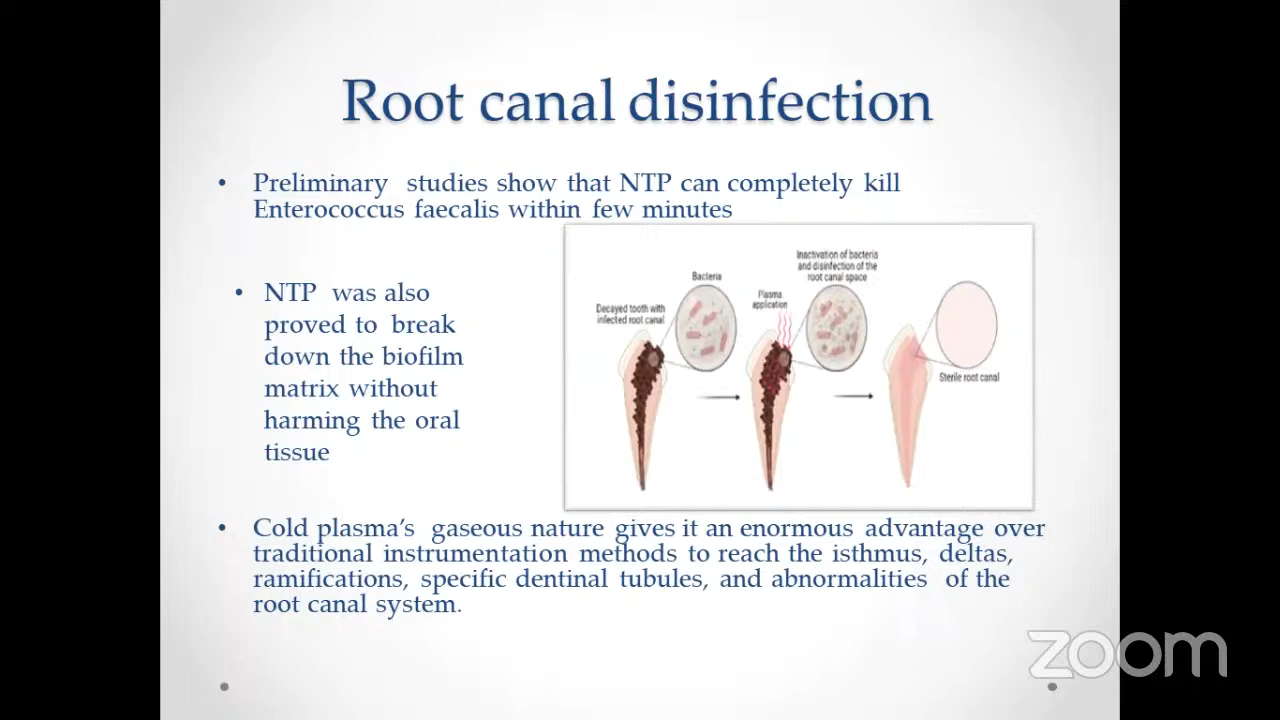 Root canal disinfection
• Preliminary studies show that NTP can completely kill
Enterococcus faecalis within few minutes
• NTP was also
proved to break
down the biofilm
matrix without
harming the oral
tissue
Decayed tooth with
infected root canal
Bacteria
Plasma
application
Inactivation of bacteria
and disinfection of the
root canal space
Sterile root canal
• Cold plasma's gaseous nature gives it an enormous advantage over
traditional instrumentation methods to reach the isthmus, deltas,
ramifications, specific dentinal tubules, and abnormalities of the
root canal system.
zoom